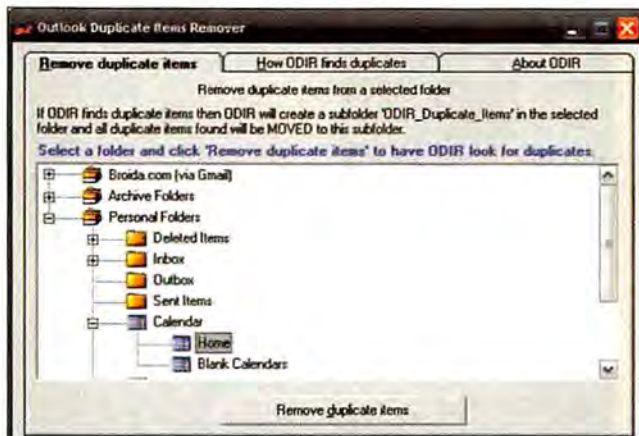 Outlook Duplicate Items Remover
Remove duplicate items
How ODIR finds duplicates
About ODIR
Remove duplicate items from a selected folder
If ODIR finds duplicate items then ODIR will create a subfolder 'ODIR_Duplicate_Items' in the selected
folder and all duplicate items found will be MOVED to this subfolder.
Select a folder and click 'Remove duplicate items' to have ODIR look for duplicates.
Broida.com (via Gmail)
Archive Folders
Personal Folders
Deleted Items
Inbox
Outbox
Sent Items
Calendar
Home
Blank Calendars
Remove duplicate items